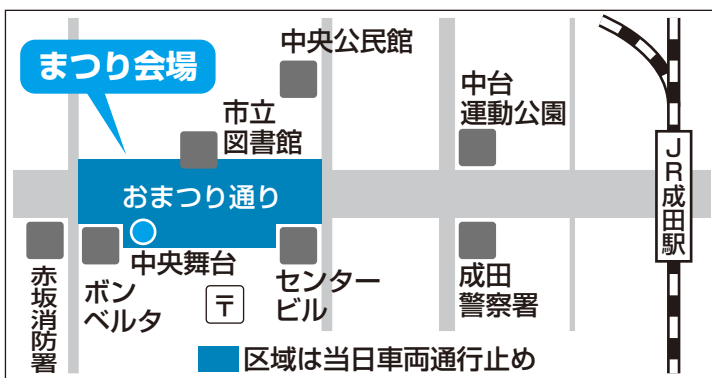 まつり会場
中央公民館
市立
図書館
中台
運動公園
おまつり通り
JR成田駅
赤坂消防署
ボン
ベルタ
中央舞台
〒
センター
ビル
成田
警察署
区域は当日車両通行止め